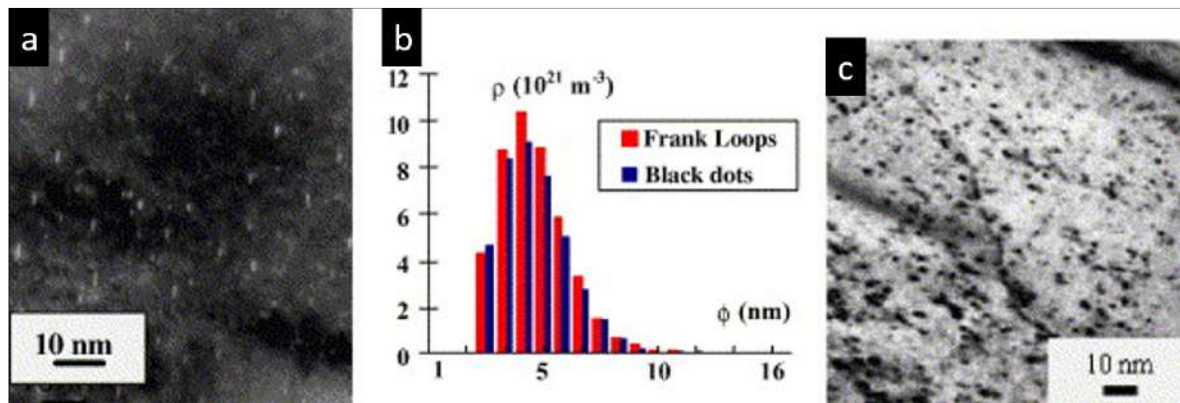 a
10 nm
b
ρ (10²¹ m⁻³)
12
10
8
6
4
2
0
Frank Loops
Black dots
ϕ (nm)
1 5 10 16
c
10 nm